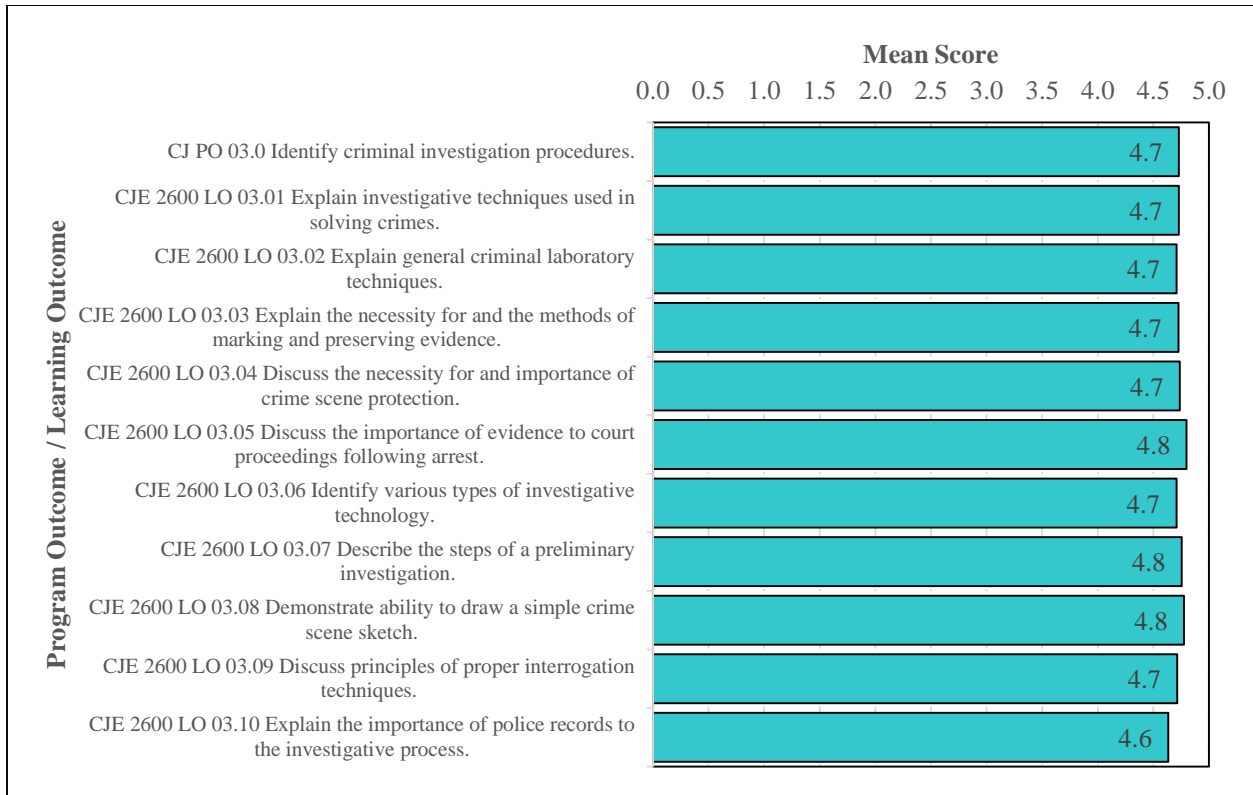 Mean Score
0.0 0.5 1.0 1.5 2.0 2.5 3.0 3.5 4.0 4.5 5.0
Program Outcome / Learning Outcome
CJ PO 03.0 Identify criminal investigation procedures.
4.7
CJE 2600 LO 03.01 Explain investigative techniques used in
solving crimes.
4.7
CJE 2600 LO 03.02 Explain general criminal laboratory
techniques.
4.7
CJE 2600 LO 03.03 Explain the necessity for and the methods of
marking and preserving evidence.
4.7
CJE 2600 LO 03.04 Discuss the necessity for and importance of
crime scene protection.
4.7
CJE 2600 LO 03.05 Discuss the importance of evidence to court
proceedings following arrest.
4.8
CJE 2600 LO 03.06 Identify various types of investigative
technology.
4.7
CJE 2600 LO 03.07 Describe the steps of a preliminary
investigation.
4.8
CJE 2600 LO 03.08 Demonstrate ability to draw a simple crime
scene sketch.
4.8
CJE 2600 LO 03.09 Discuss principles of proper interrogation
techniques.
4.7
CJE 2600 LO 03.10 Explain the importance of police records to
the investigative process.
4.6